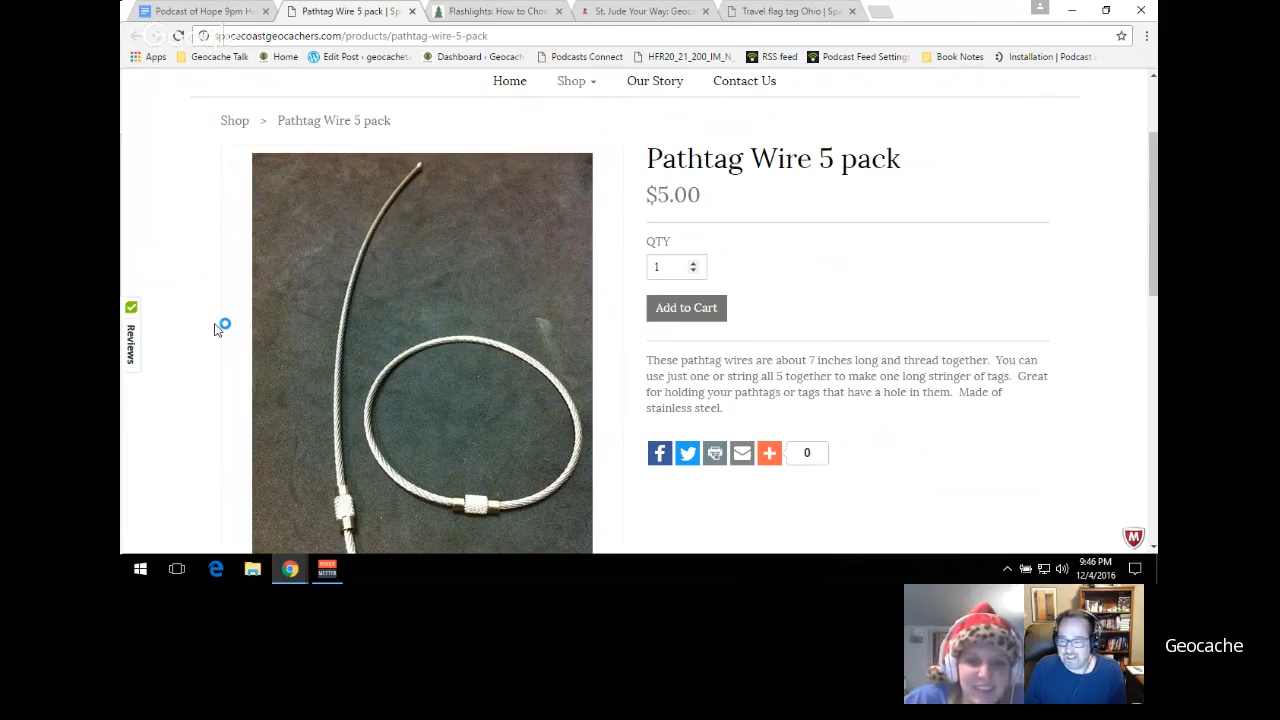 Podcast of Hope 9pm He
Pathtag Wire 5 pack | Sp
Flashlights: How to Choo
St. Jude Your Way: Geoca
Travel flag tag Ohio | Spa
spacecoastgeocachers.com/products/pathtag-wire-5-pack
Apps
Geocache Talk
Home
Edit Post ‹ geocachet
Dashboard ‹ Geocach
Podcasts Connect
HFR20_21_200_IM_N
RSS feed
Podcast Feed Settings
Book Notes
Installation | Podcast
Home
Shop
Our Story
Contact Us
Shop > Pathtag Wire 5 pack
Pathtag Wire 5 pack
$5.00
QTY
1
Add to Cart
These pathtag wires are about 7 inches long and thread together. You can
use just one or string all 5 together to make one long stringer of tags. Great
for holding your pathtags or tags that have a hole in them. Made of
stainless steel.
0
Reviews
9:46 PM
12/4/2016
Geocache